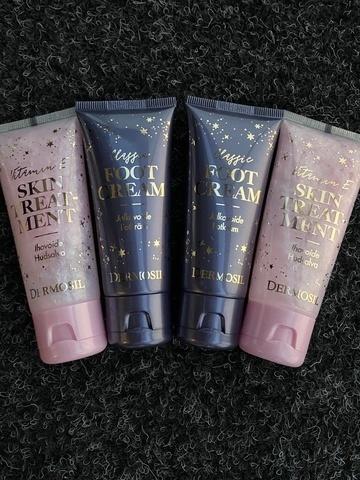 Vitamin E
SKIN
TREAT-
MENT
Ihovoide
Hudsalva
DERMOSIL
Classic
FOOT
CREAM
Jalkavoide
DERMOSIL
Classic
FOOT
CREAM
Jalkavoide
DERMOSIL
Vitamin E
SKIN
TREAT-
MENT
Ihovoide
Hudsalva
DERMOSIL